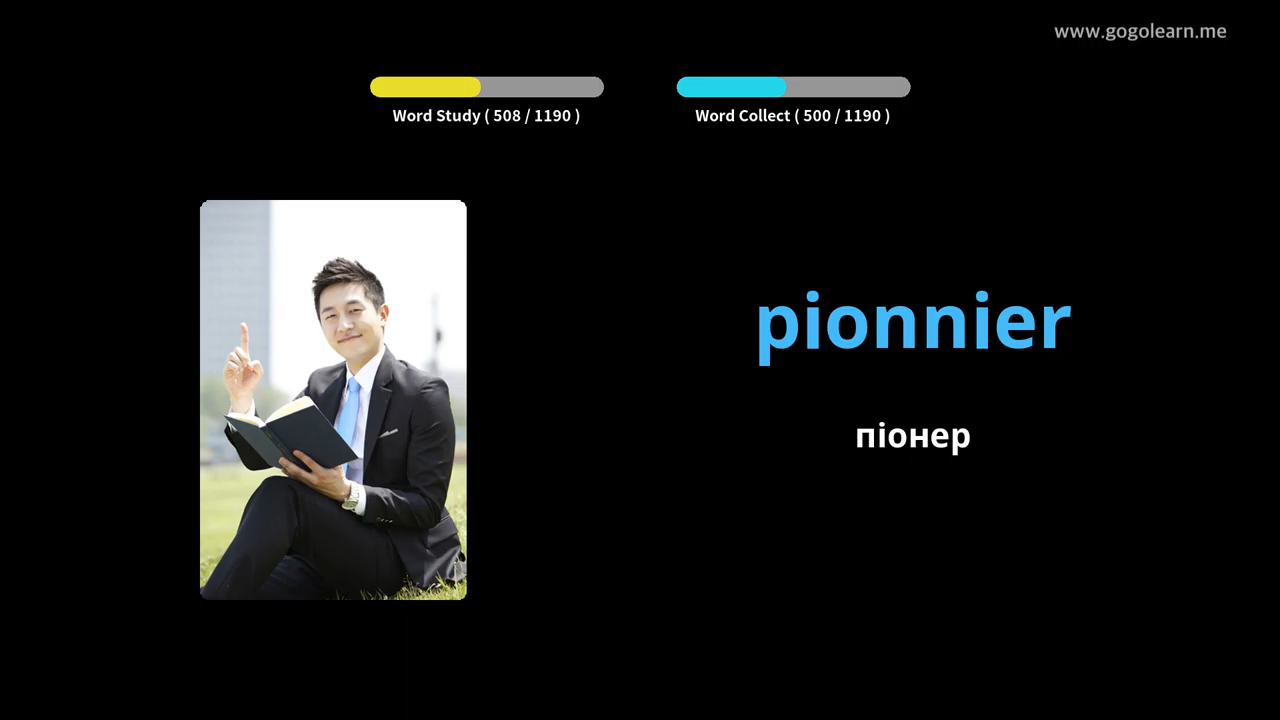 www.gogolearn.me
Word Study ( 508 / 1190 )
Word Collect ( 500 / 1190 )
pionnier
піонер